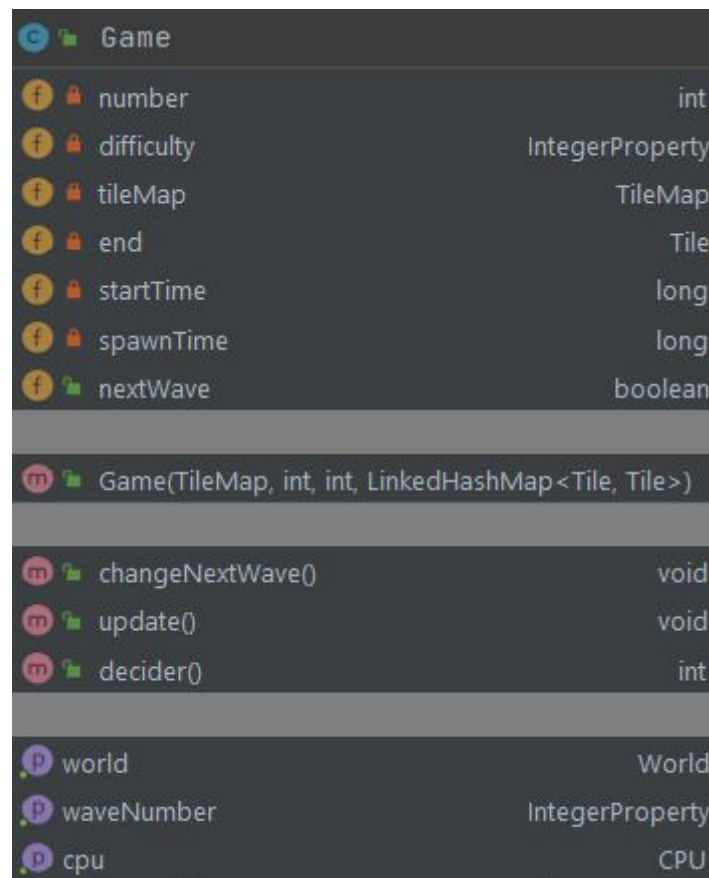 C Game
f number int
f difficulty IntegerProperty
f tileMap TileMap
f end Tile
f startTime long
f spawnTime long
f nextWave boolean
m Game(TileMap, int, int, LinkedHashMap<Tile, Tile>)
m changeNextWave() void
m update() void
m decider() int
p world World
p waveNumber IntegerProperty
p cpu CPU